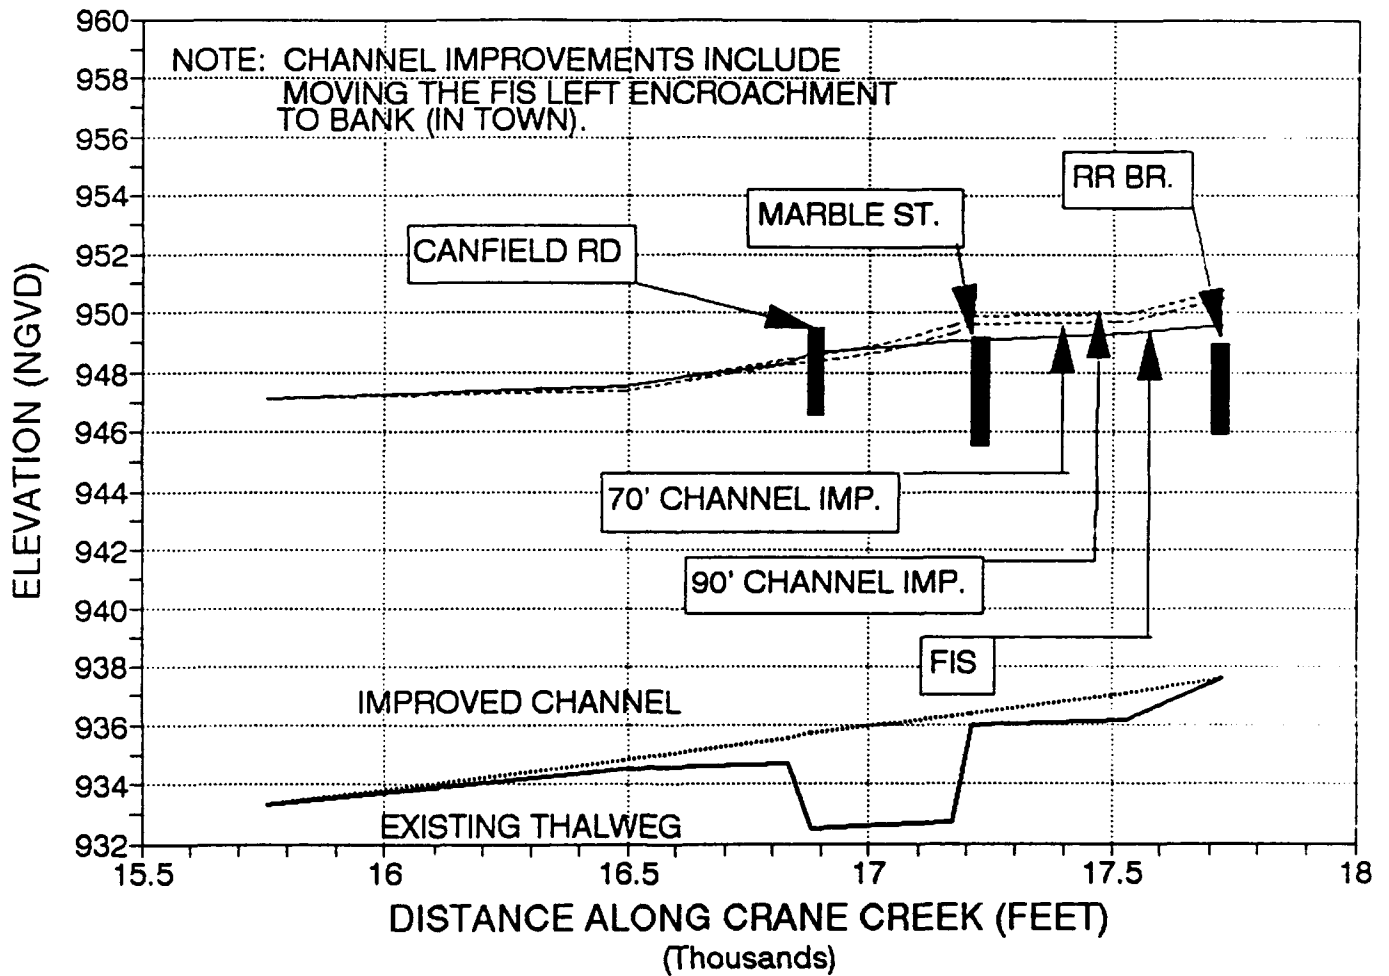 960
958
956
954
952
950
948
946
944
942
940
938
936
934
932
ELEVATION (NGVD)
NOTE: CHANNEL IMPROVEMENTS INCLUDE
MOVING THE FIS LEFT ENCROACHMENT
TO BANK (IN TOWN).
RR BR.
MARBLE ST.
CANFIELD RD
70' CHANNEL IMP.
90' CHANNEL IMP.
FIS
IMPROVED CHANNEL
EXISTING THALWEG
15.5 16 16.5 17 17.5 18
DISTANCE ALONG CRANE CREEK (FEET)
(Thousands)